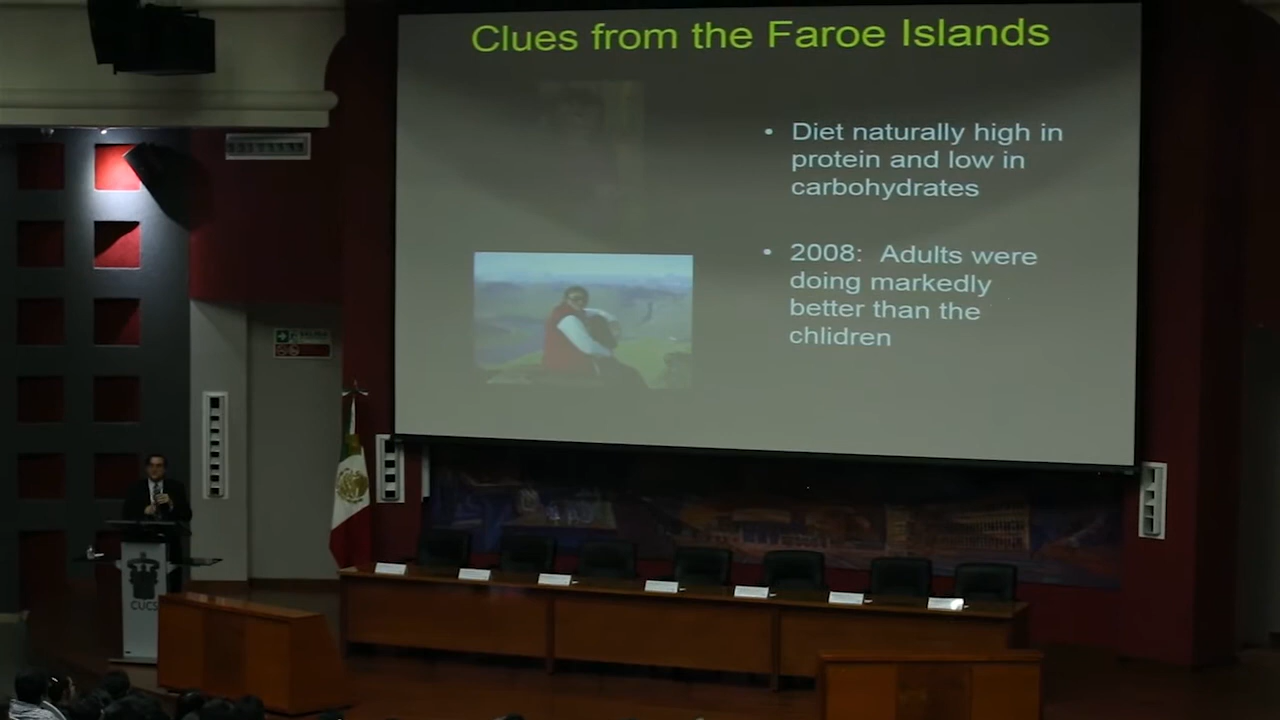 Clues from the Faroe Islands
• Diet naturally high in
protein and low in
carbohydrates
• 2008: Adults were
doing markedly
better than the
chlidren
CUCS